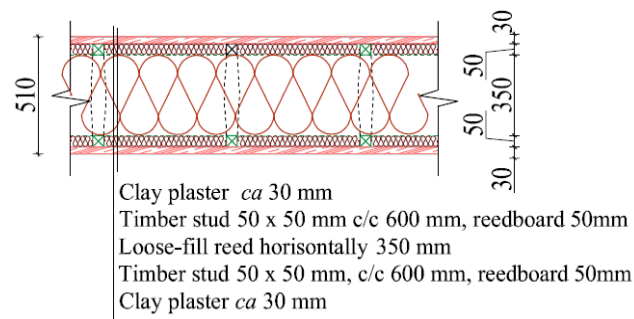 510
30
50
350
50
30
Clay plaster ca 30 mm
Timber stud 50 x 50 mm c/c 600 mm, reedboard 50mm
Loose-fill reed horisontally 350 mm
Timber stud 50 x 50 mm, c/c 600 mm, reedboard 50mm
Clay plaster ca 30 mm